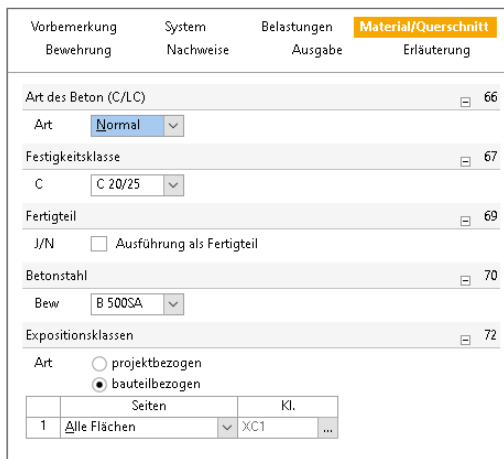 Vorbemerkung System Belastungen Material/Querschnitt
Bewehrung Nachweise Ausgabe Erläuterung
Art des Beton (C/LC) 66
Art Normal
Festigkeitsklasse 67
C C 20/25
Fertigteil 69
J/N Ausführung als Fertigteil
Betonstahl 70
Bew B 500SA
Expositionsklassen 72
Art projektbezogen
bauteilbezogen
Seiten Kl.
1 Alle Flächen XC1 ...